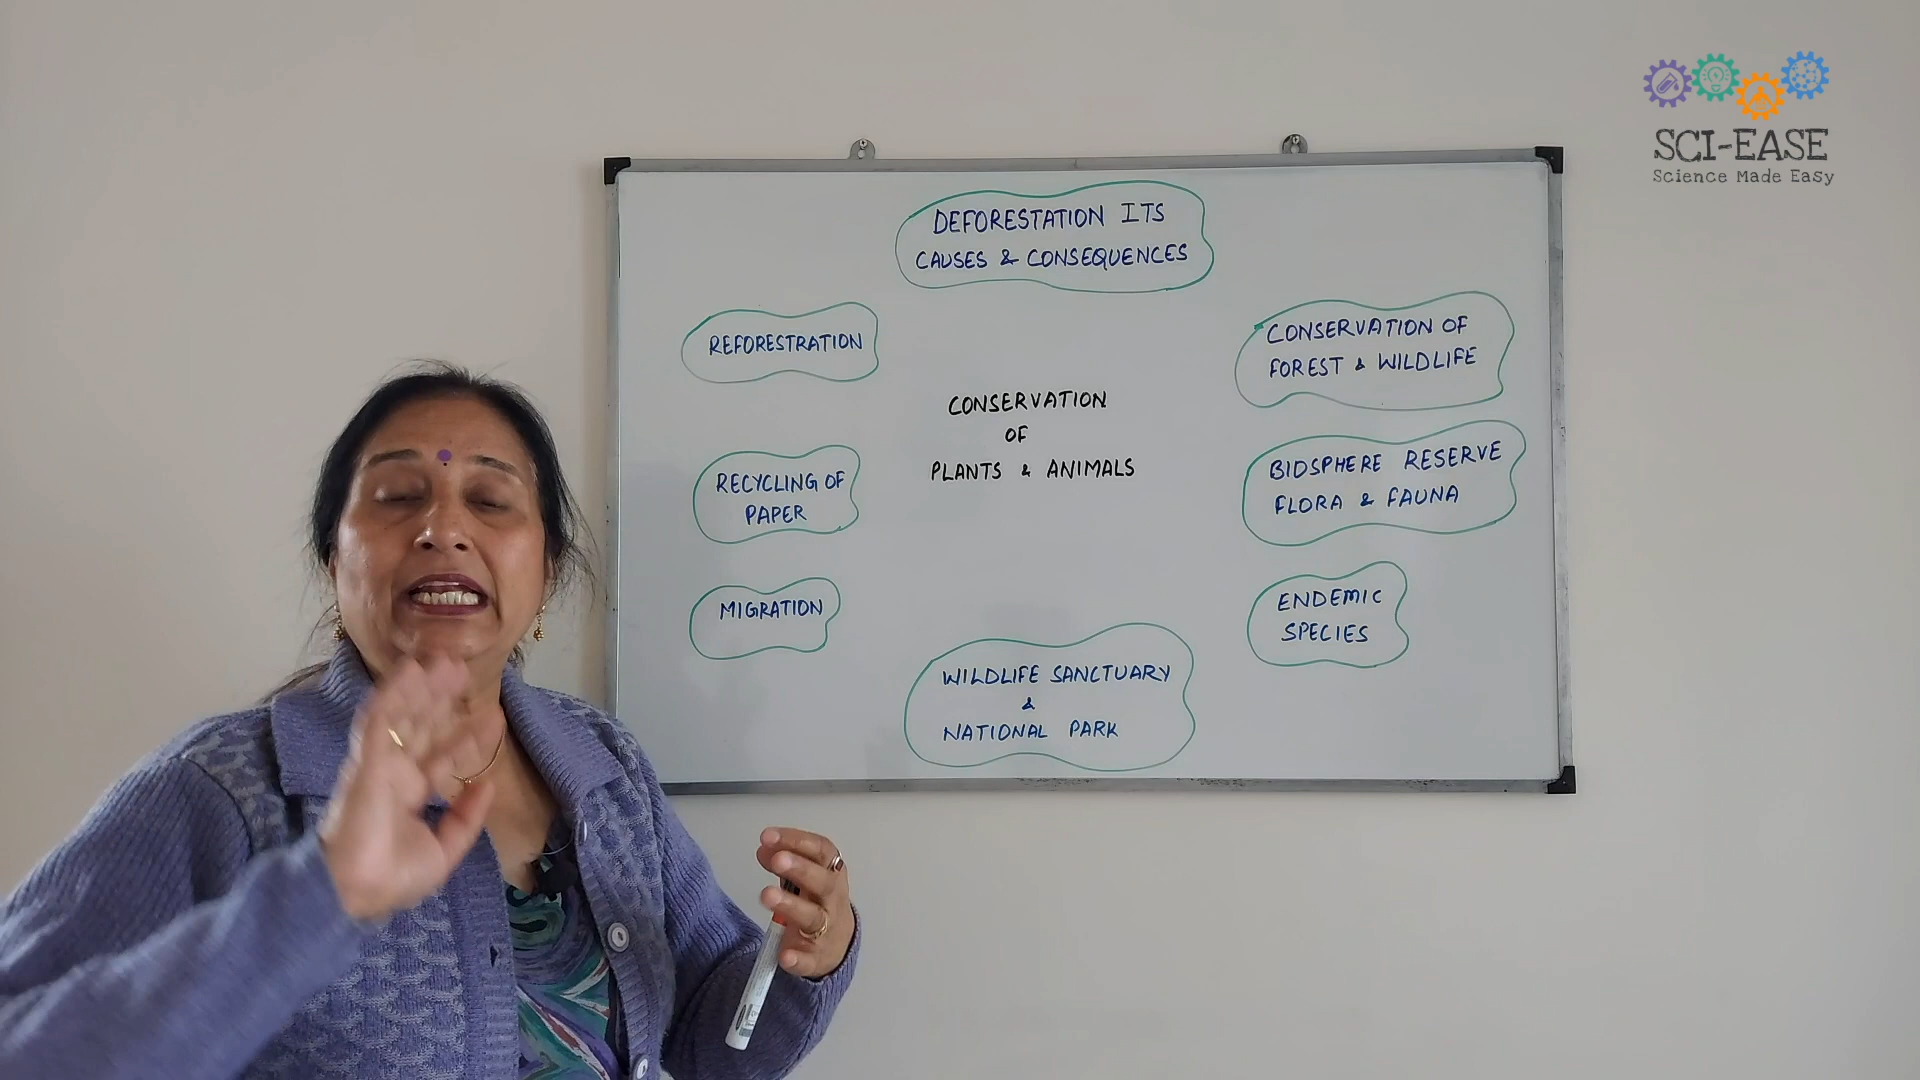 SCI-EASE
Science Made Easy
DEFORESTATION ITS
CAUSES & CONSEQUENCES
REFORESTRATION
CONSERVATION OF
FOREST & WILDLIFE
CONSERVATION
OF
PLANTS & ANIMALS
RECYCLING OF
PAPER
BIOSPHERE RESERVE
FLORA & FAUNA
MIGRATION
ENDEMIC
SPECIES
WILDLIFE SANCTUARY
&
NATIONAL PARK